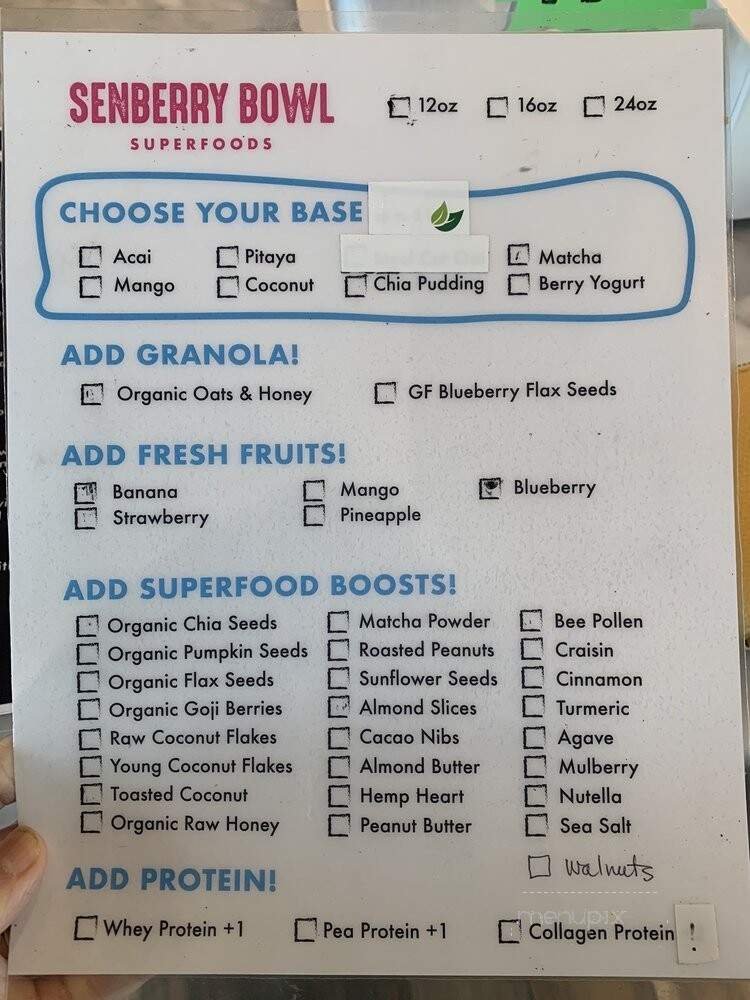 SENBERRY BOWL
SUPERFOODS
12oz 16oz 24oz
CHOOSE YOUR BASE
Acai Pitaya Matcha
Mango Coconut Chia Pudding Berry Yogurt
ADD GRANOLA!
Organic Oats & Honey GF Blueberry Flax Seeds
ADD FRESH FRUITS!
Banana Mango Blueberry
Strawberry Pineapple
ADD SUPERFOOD BOOSTS!
Organic Chia Seeds Matcha Powder Bee Pollen
Organic Pumpkin Seeds Roasted Peanuts Craisin
Organic Flax Seeds Sunflower Seeds Cinnamon
Organic Goji Berries Almond Slices Turmeric
Raw Coconut Flakes Cacao Nibs Agave
Young Coconut Flakes Almond Butter Mulberry
Toasted Coconut Hemp Heart Nutella
Organic Raw Honey Peanut Butter Sea Salt
walnuts
ADD PROTEIN!
menupix
Whey Protein +1 Pea Protein +1 Collagen Protein !